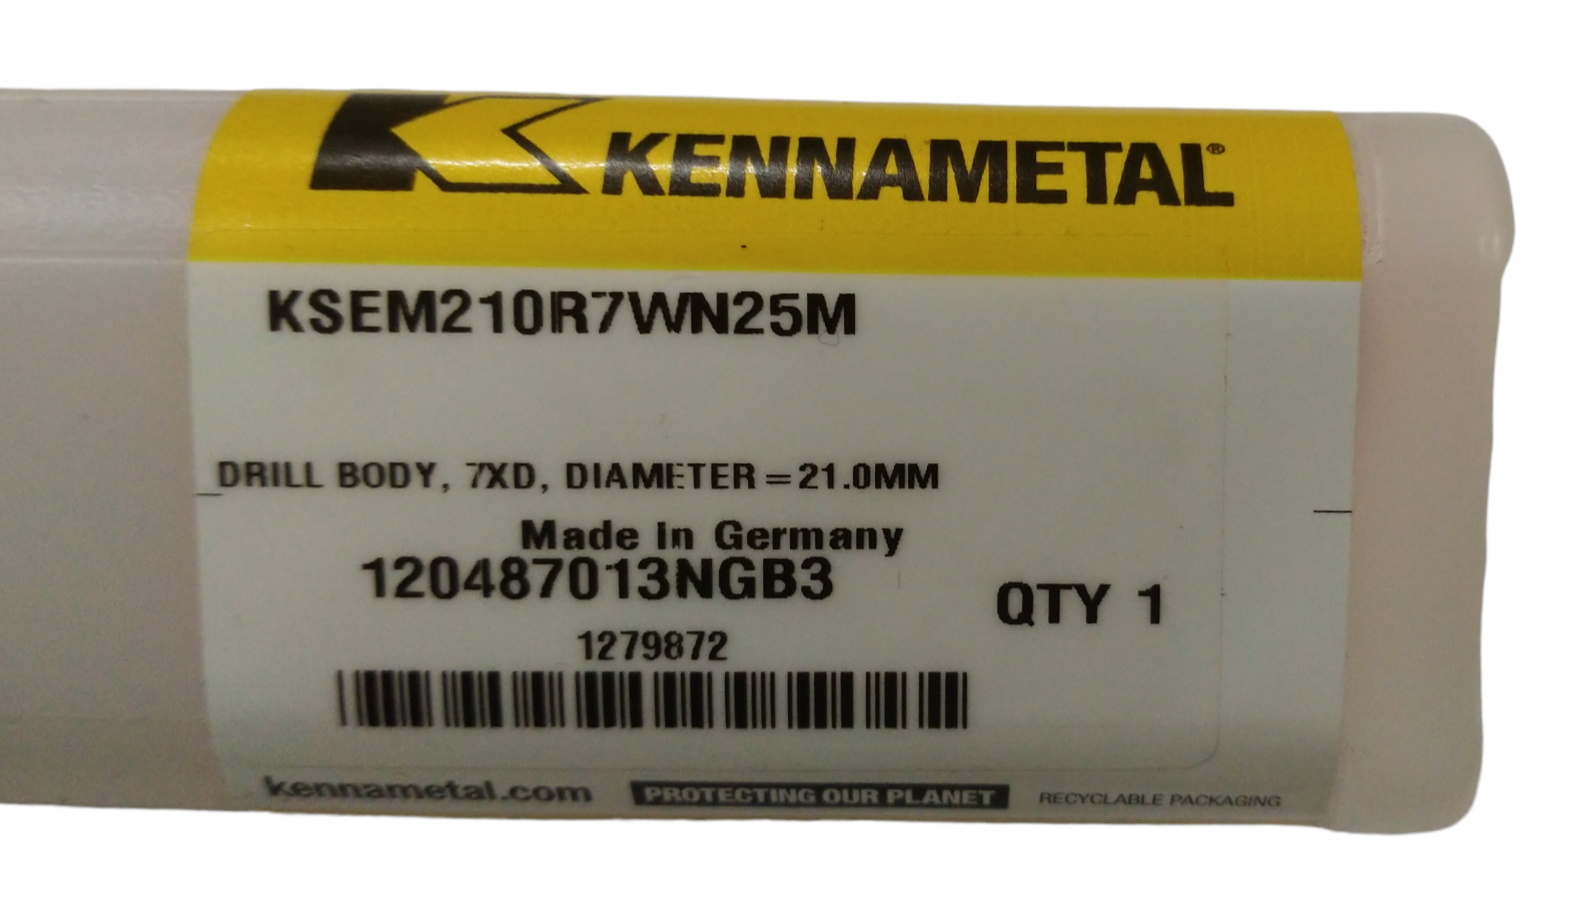 KENNAMETAL®
KSEM210R7WN25M
DRILL BODY, 7XD, DIAMETER=21.0MM
Made In Germany
120487013NGB3
QTY 1
1279872
kennametal.com PROTECTING OUR PLANET RECYCLABLE PACKAGING